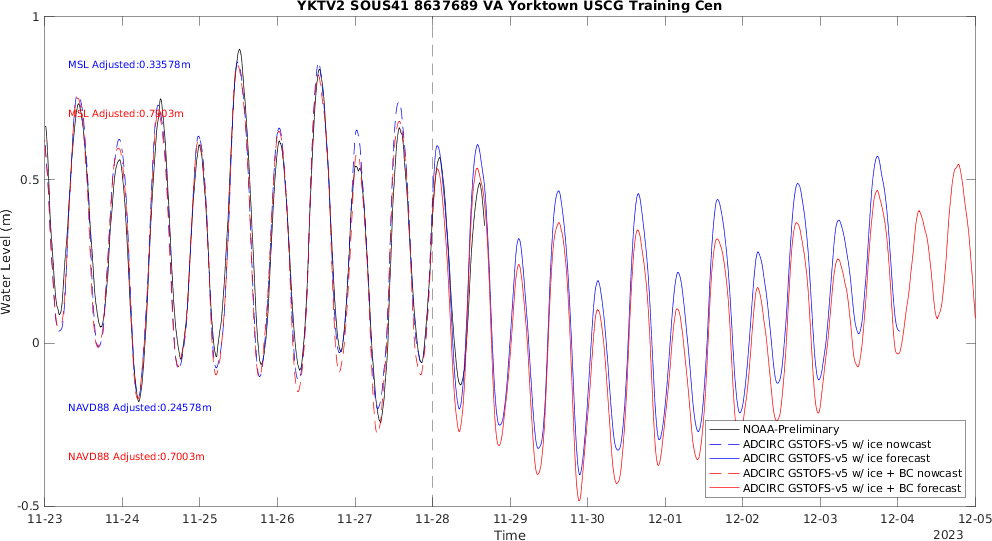 YKTV2 SOUS41 8637689 VA Yorktown USCG Training Cen
1
MSL Adjusted:0.33578m
MSL Adjusted:0.7903m
0.5
Water Level (m)
0
NAVD88 Adjusted:0.24578m
NAVD88 Adjusted:0.7003m
NOAA-Preliminary
ADCIRC GSTOFS-v5 w/ ice nowcast
ADCIRC GSTOFS-v5 w/ ice forecast
ADCIRC GSTOFS-v5 w/ ice + BC nowcast
ADCIRC GSTOFS-v5 w/ ice + BC forecast
-0.5
11-23 11-24 11-25 11-26 11-27 11-28 11-29 11-30 12-01 12-02 12-03 12-04 12-05
Time
2023